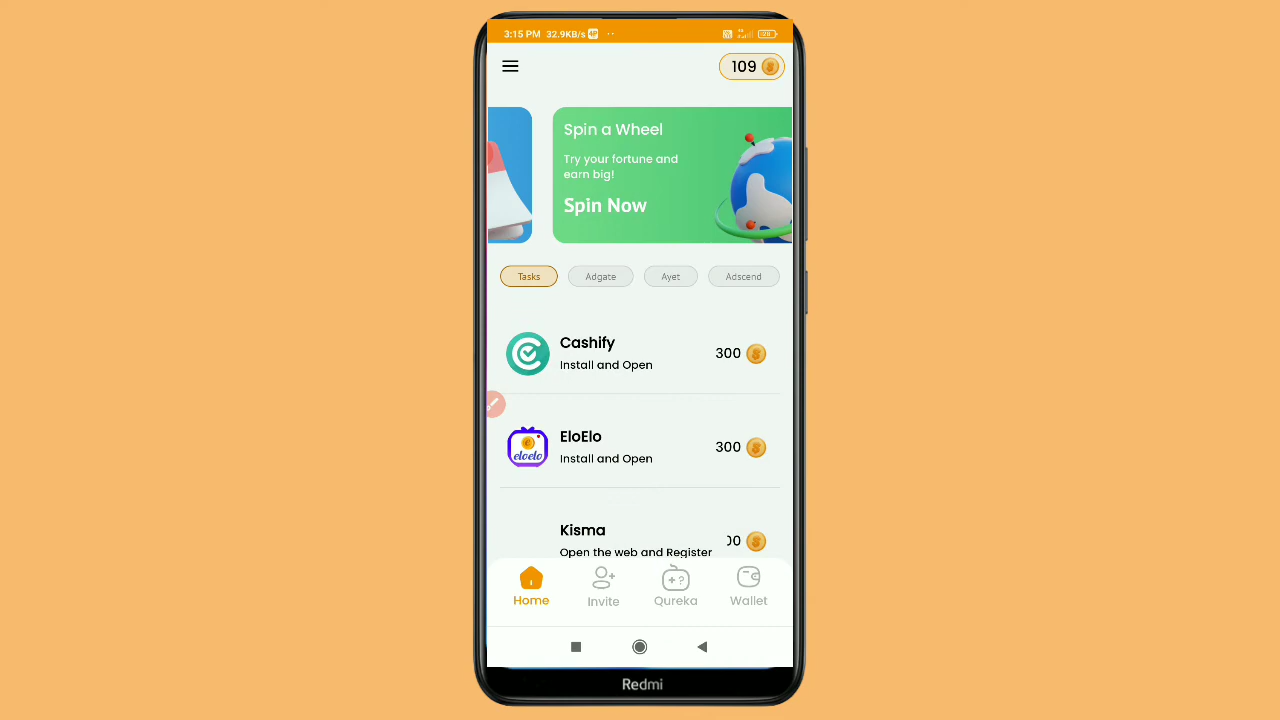 3:15 PM 32.9KB/s
109
Spin a Wheel
Try your fortune and
earn big!
Spin Now
Tasks Adgate Ayet Adscend
Cashify
Install and Open
300
eloelo
EloElo
Install and Open
300
Kisma
Open the web and Register
00
Home Invite Qureka Wallet
Redmi